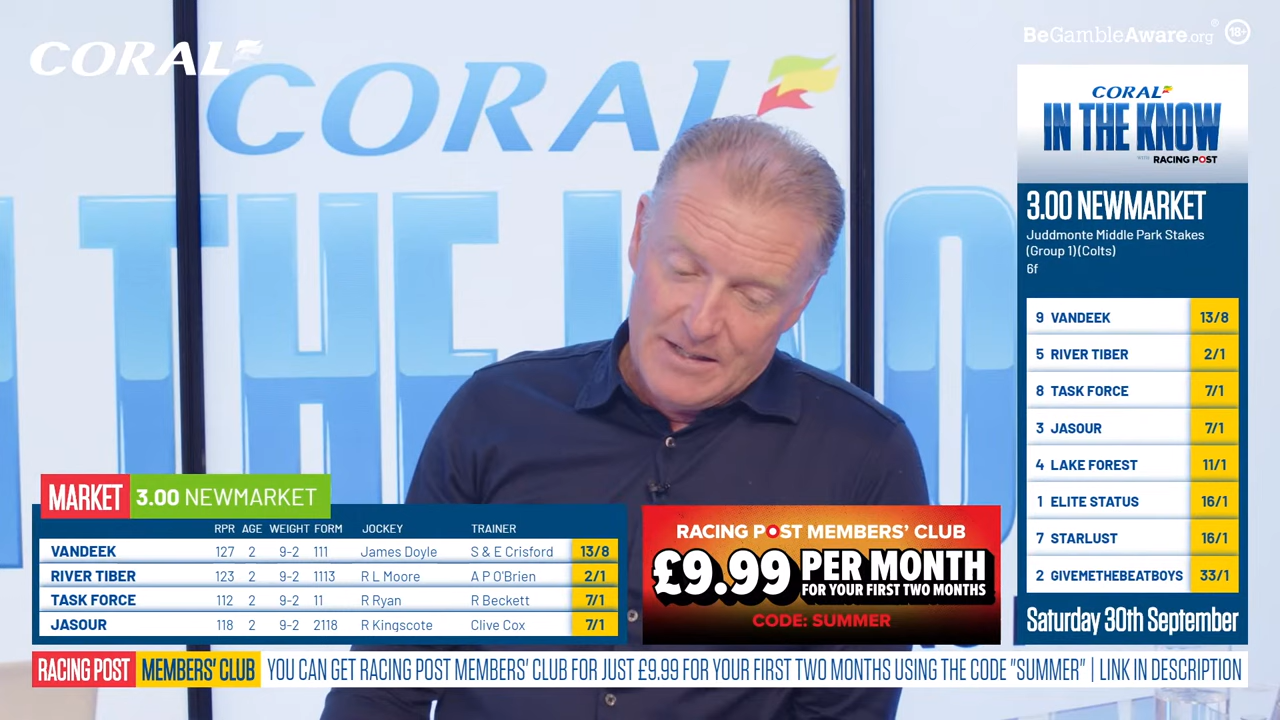 CORAL
BeGambleAware.org® 18+
CORAL
THE KNO
CORAL
IN THE KNOW
WITH RACING POST
3.00 NEWMARKET
Juddmonte Middle Park Stakes
(Group 1)(Colts)
6f
9 VANDEEK 13/8
5 RIVER TIBER 2/1
8 TASK FORCE 7/1
3 JASOUR 7/1
4 LAKE FOREST 11/1
1 ELITE STATUS 16/1
7 STARLUST 16/1
2 GIVEMETHEBEATBOYS 33/1
Saturday 30th September
MARKET 3.00 NEWMARKET
RPR AGE WEIGHT FORM JOCKEY TRAINER
VANDEEK 127 2 9-2 111 James Doyle S & E Crisford 13/8
RIVER TIBER 123 2 9-2 1113 R L Moore A P O'Brien 2/1
TASK FORCE 112 2 9-2 11 R Ryan R Beckett 7/1
JASOUR 118 2 9-2 2118 R Kingscote Clive Cox 7/1
RACING POST MEMBERS' CLUB
£9.99 PER MONTH
FOR YOUR FIRST TWO MONTHS
CODE: SUMMER
RACING POST MEMBERS' CLUB YOU CAN GET RACING POST MEMBERS' CLUB FOR JUST £9.99 FOR YOUR FIRST TWO MONTHS USING THE CODE "SUMMER" | LINK IN DESCRIPTION